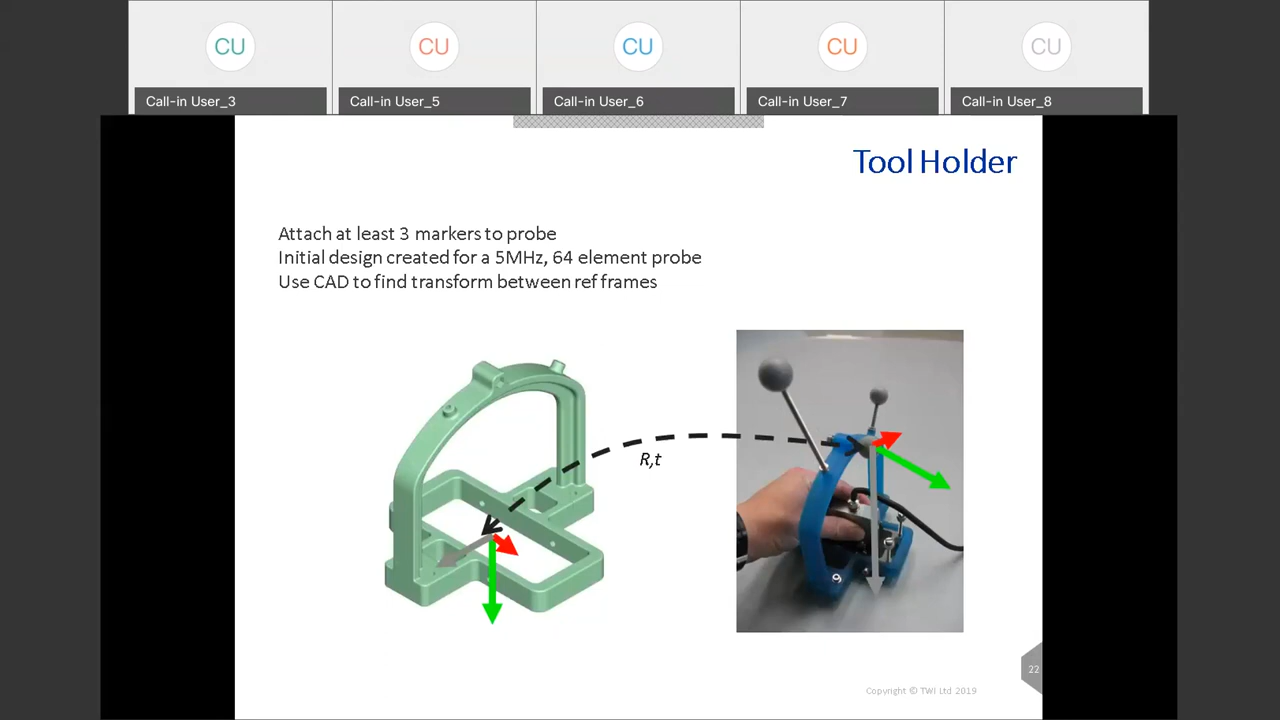 CU
CU
CU
CU
CU
Call-in User_3
Call-in User_5
Call-in User_6
Call-in User_7
Call-in User_8
Tool Holder
Attach at least 3 markers to probe
Initial design created for a 5MHz, 64 element probe
Use CAD to find transform between ref frames
R,t
22
Copyright © TWI Ltd 2019